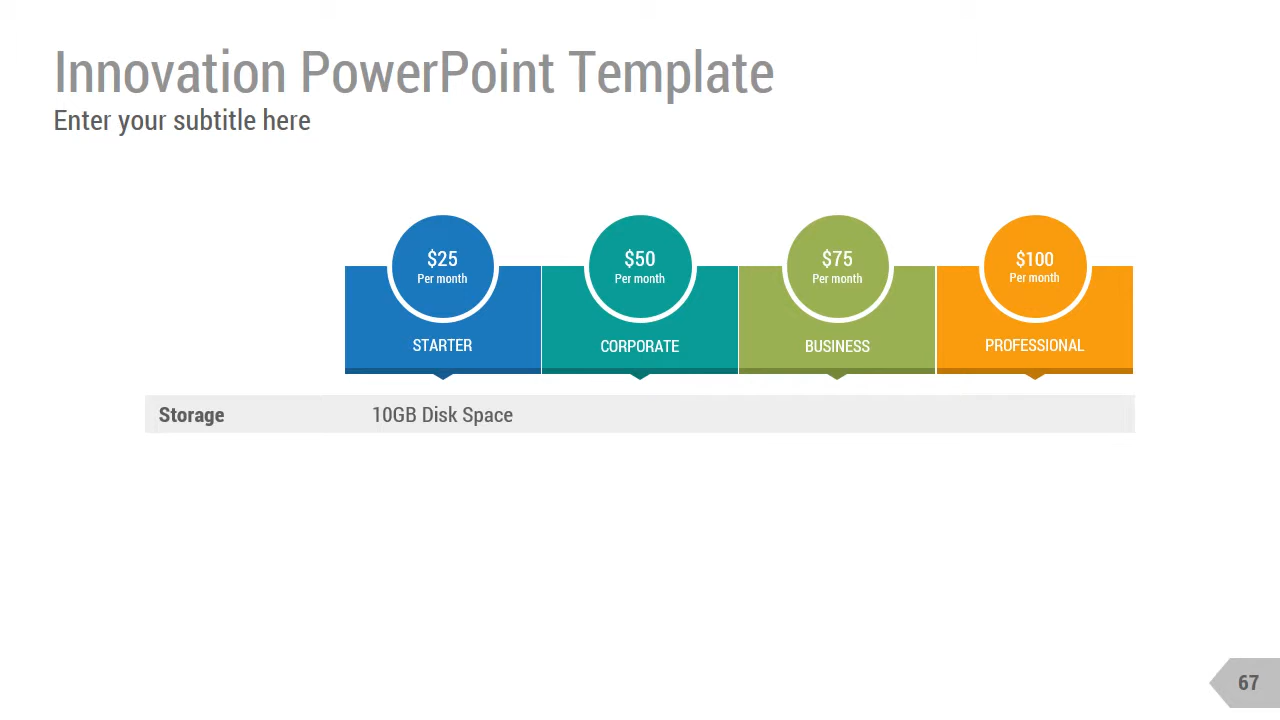 Innovation PowerPoint Template
Enter your subtitle here
$25
Per month
STARTER
$50
Per month
CORPORATE
$75
Per month
BUSINESS
$100
Per month
PROFESSIONAL
Storage 10GB Disk Space
67